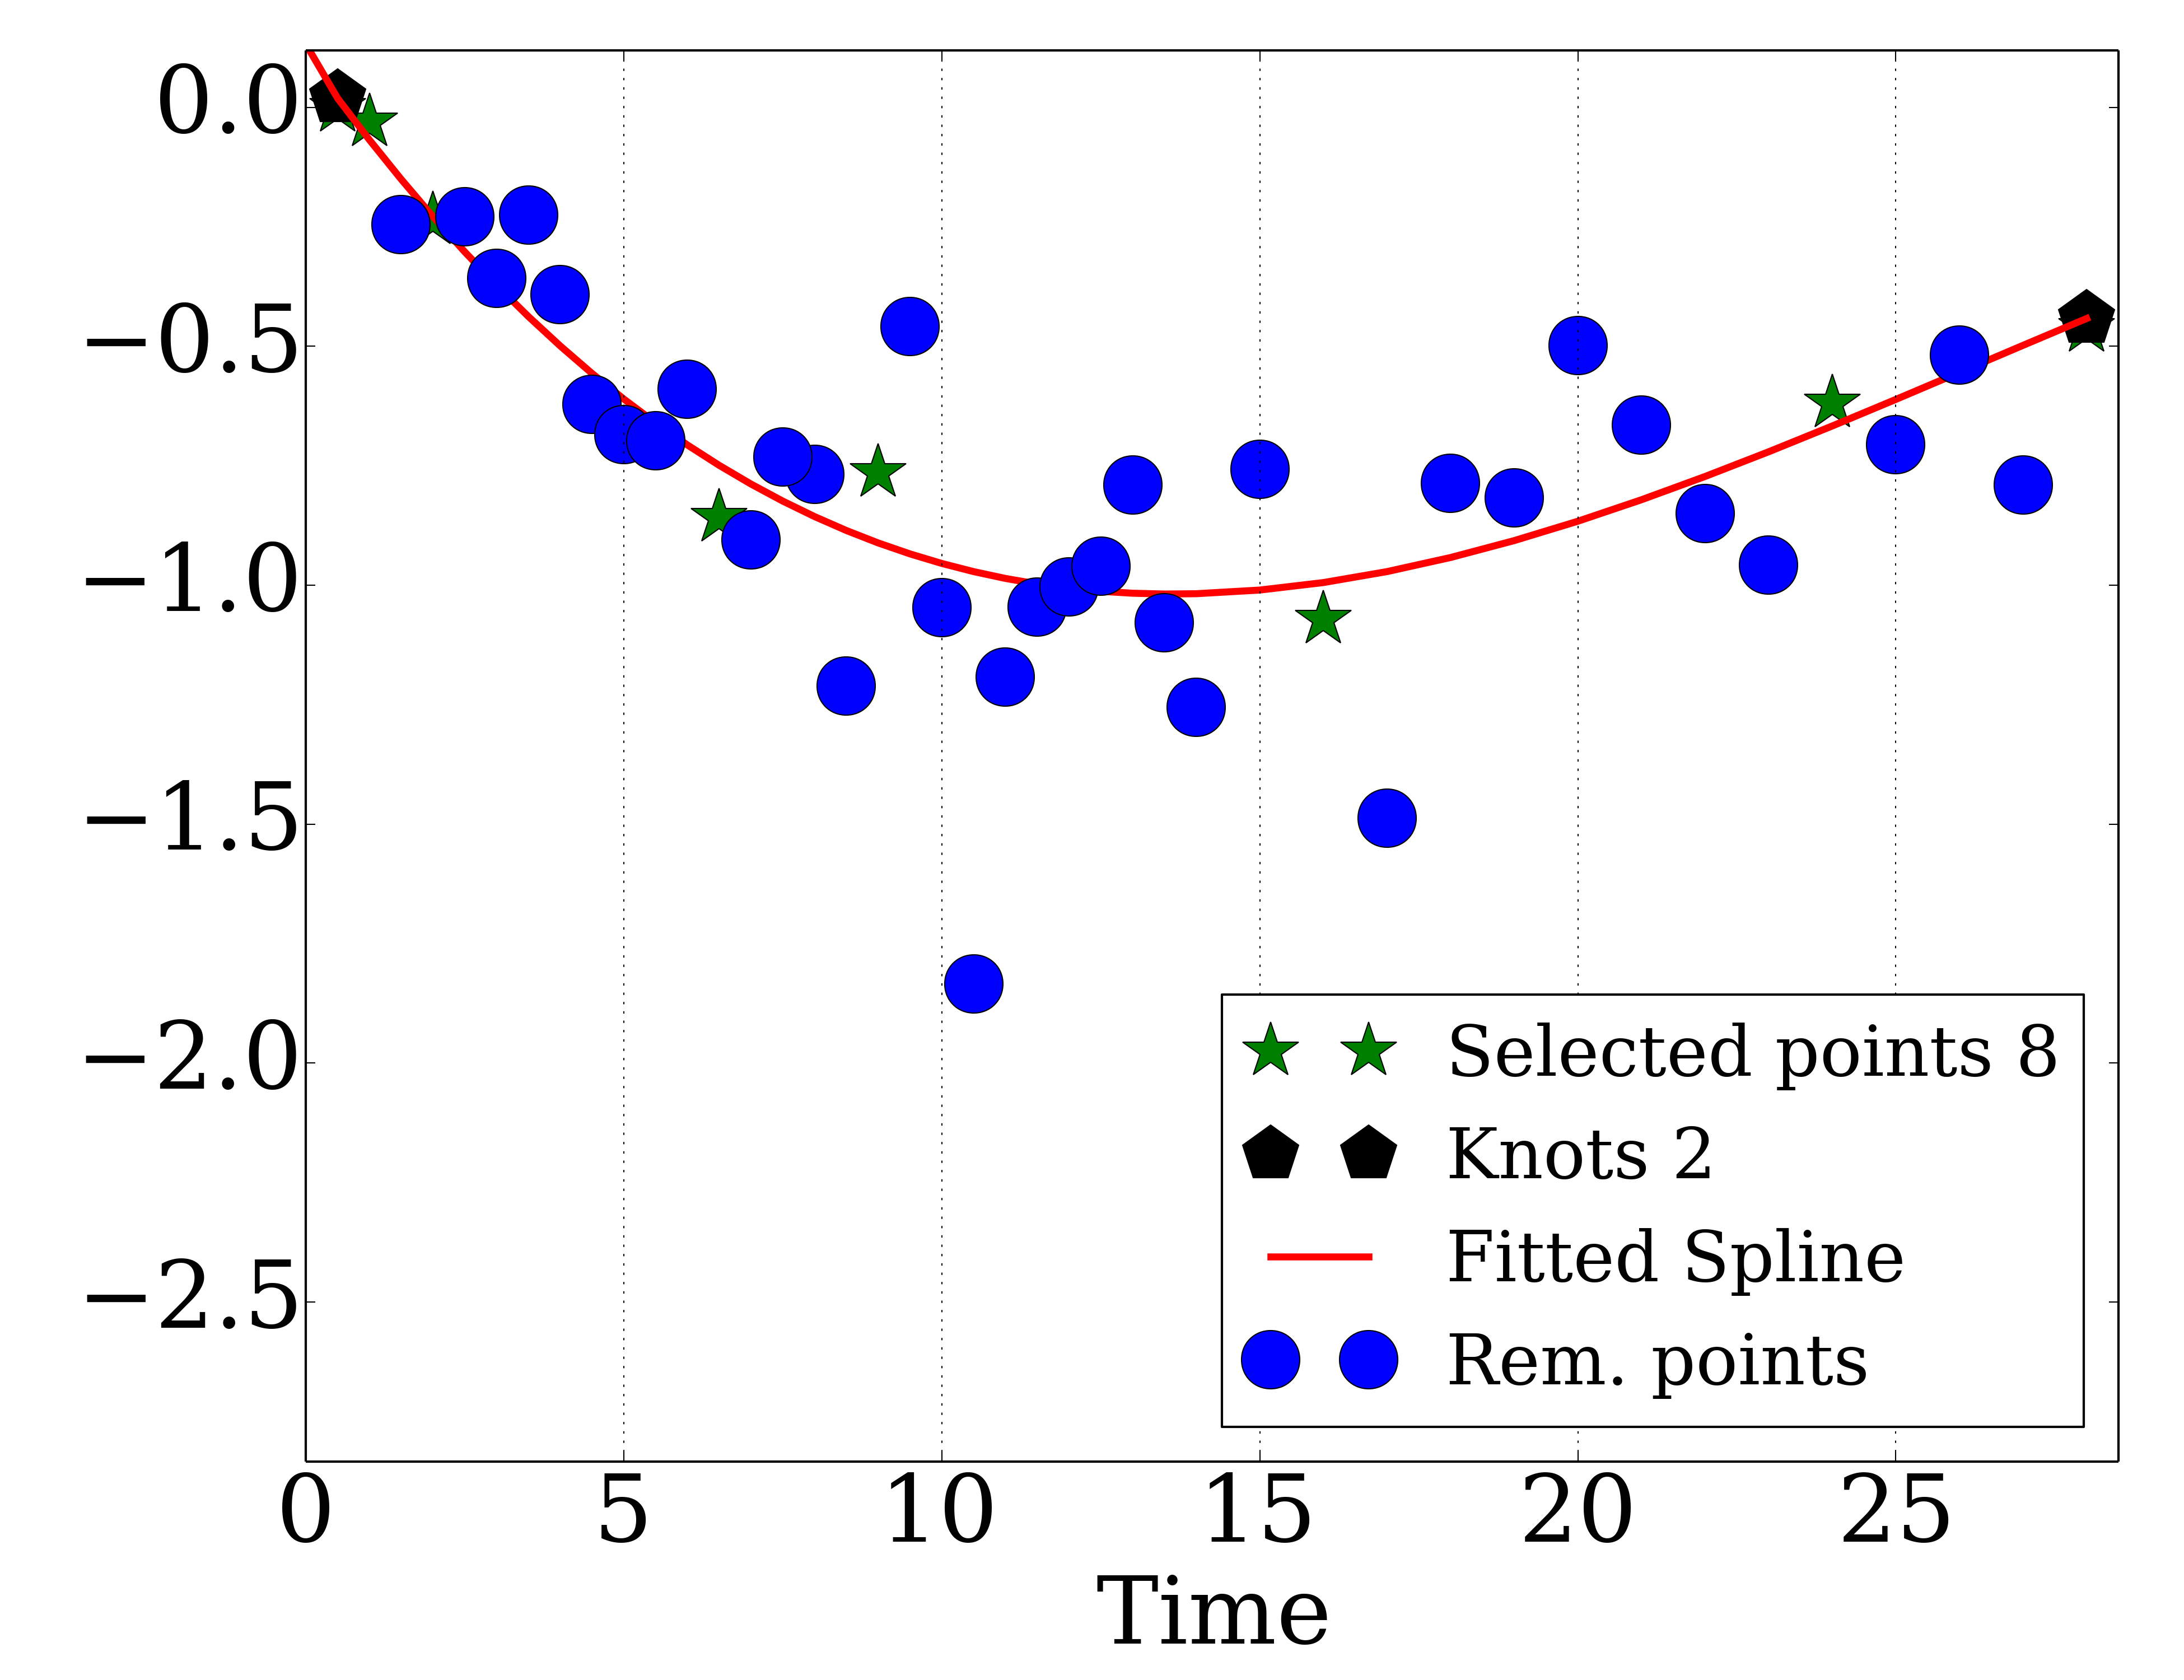 0.0
−0.5
−1.0
−1.5
−2.0
−2.5
Selected points 8
Knots 2
Fitted Spline
Rem. points
0 5 10 15 20 25
Time